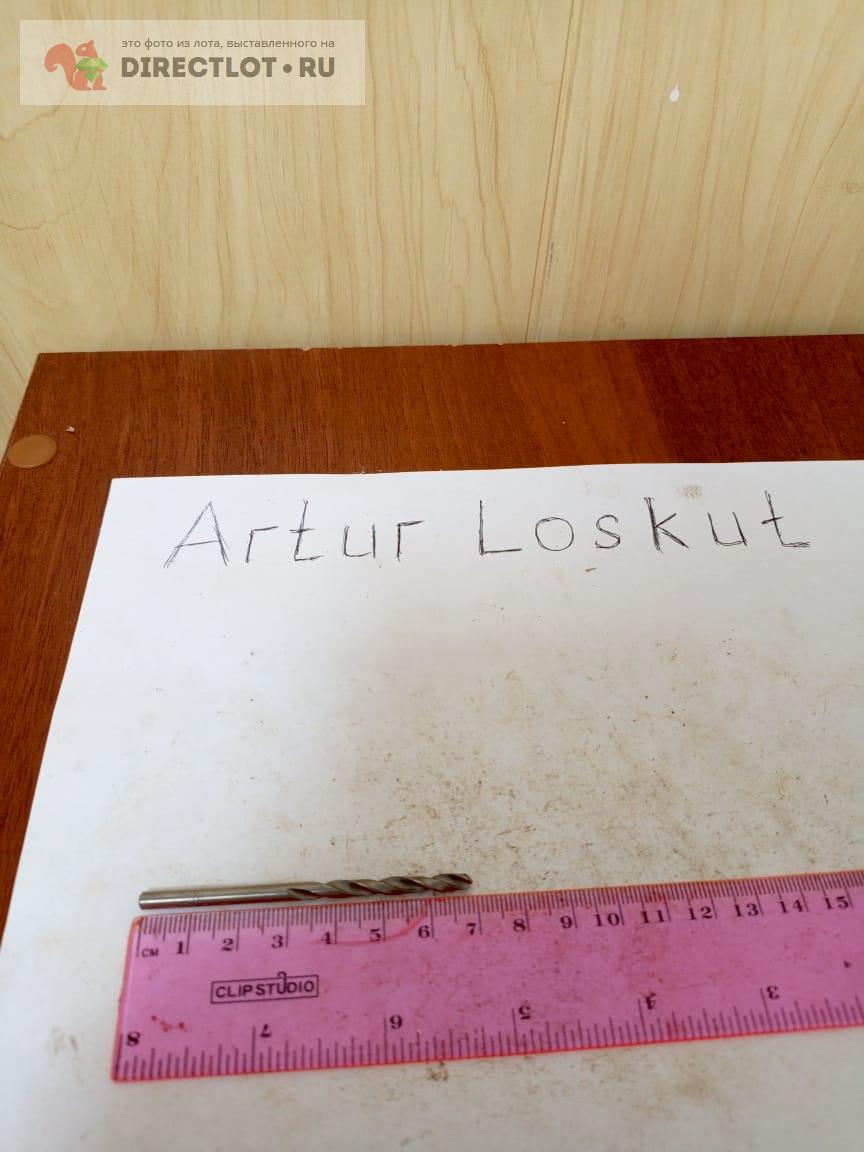 это фото из лота, выставленного на
DIRECTLOT•RU
Artur Loskut
CM 1 2 3 4 5 6 7 8 9 10 11 12 13 14 15
CLIPSTUDIO
8 7 6 5 4 3